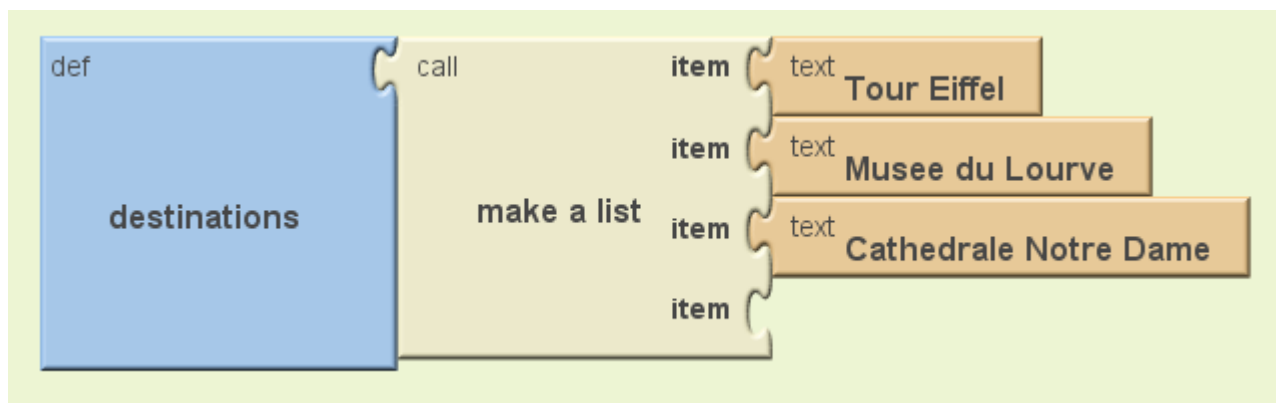 def
call
item
text
Tour Eiffel
item
text
Musee du Lourve
destinations
make a list
item
text
Cathedrale Notre Dame
item